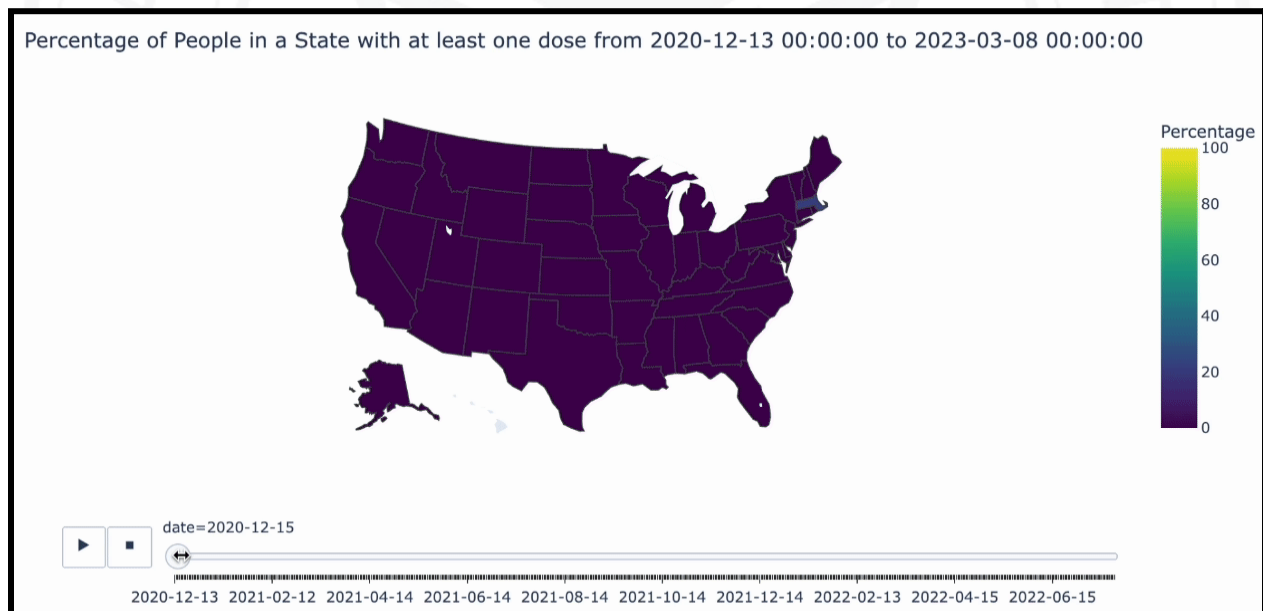 Percentage of People in a State with at least one dose from 2020-12-13 00:00:00 to 2023-03-08 00:00:00
Percentage
100
80
60
40
20
0
date=2020-12-15
2020-12-13 2021-02-12 2021-04-14 2021-06-14 2021-08-14 2021-10-14 2021-12-14 2022-02-13 2022-04-15 2022-06-15